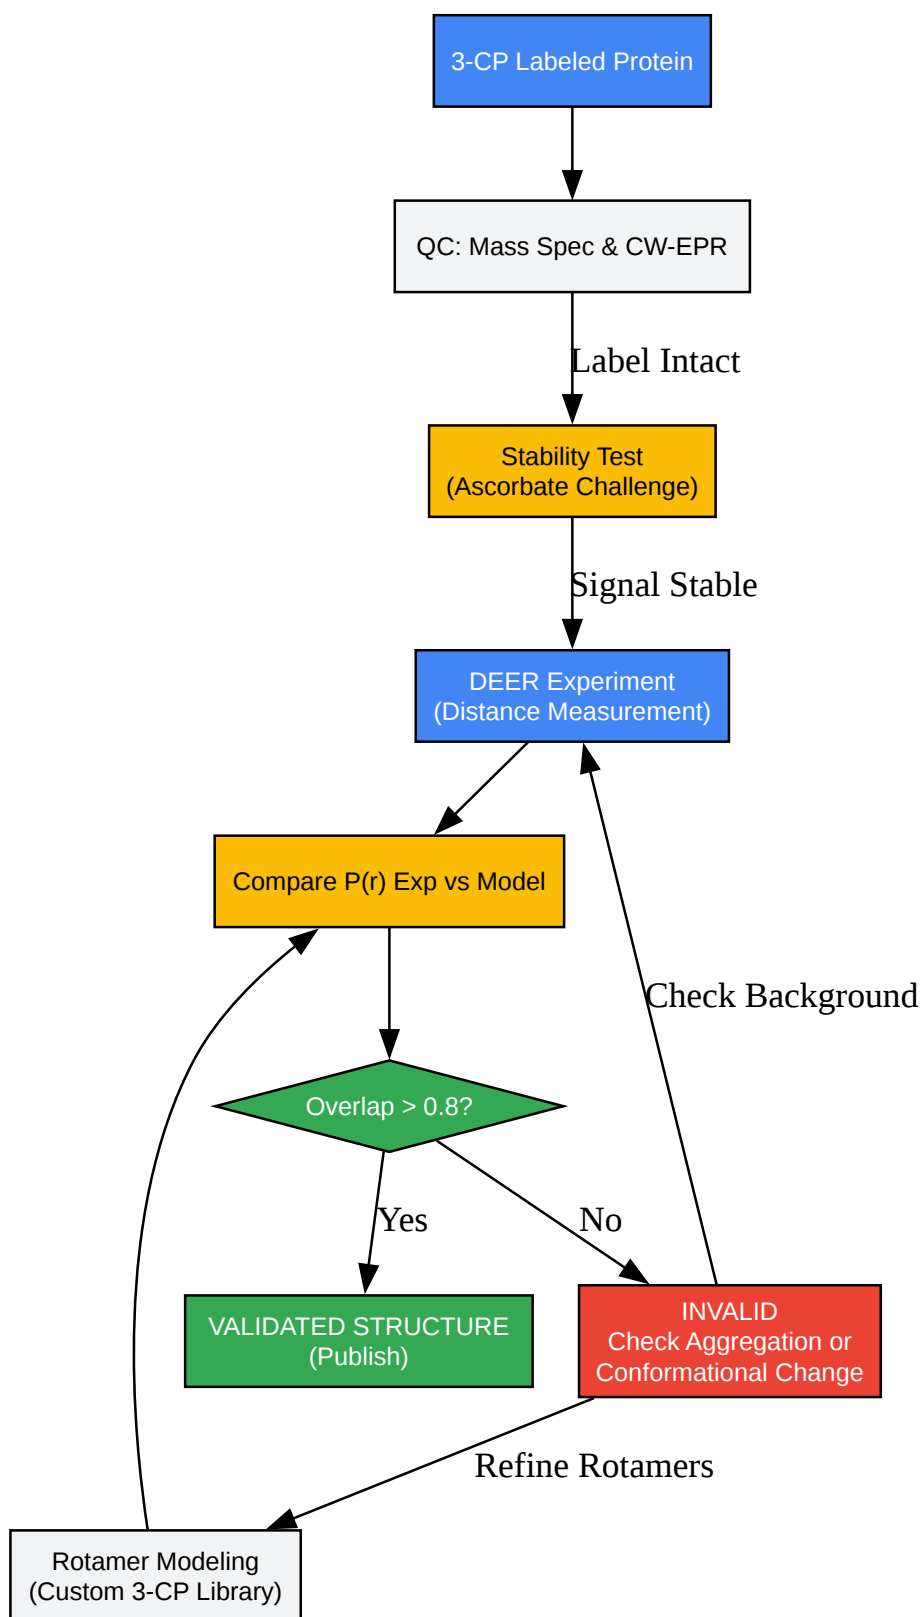 3-CP Labeled Protein
QC: Mass Spec & CW-EPR
Label Intact
Stability Test
(Ascorbate Challenge)
Signal Stable
DEER Experiment
(Distance Measurement)
Compare P(r) Exp vs Model
Check Background
Overlap > 0.8?
Yes
No
VALIDATED STRUCTURE
(Publish)
INVALID
Check Aggregation or
Conformational Change
Refine Rotamers
Rotamer Modeling
(Custom 3-CP Library)